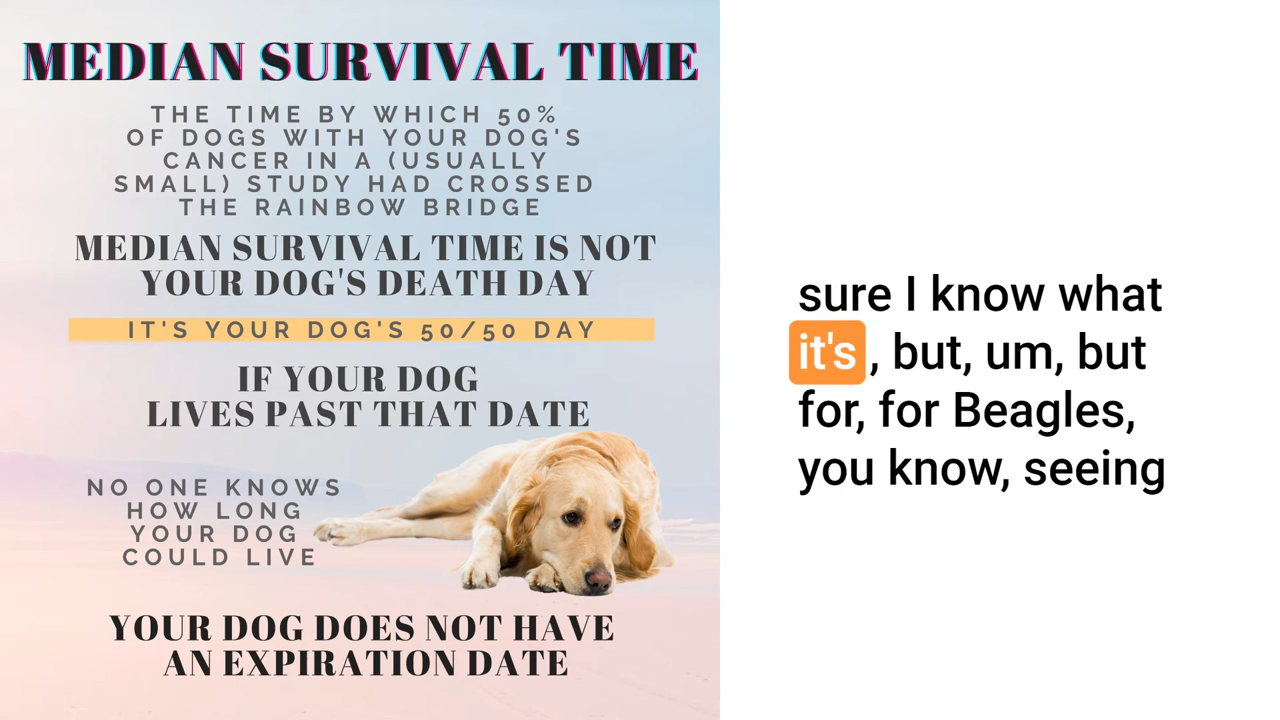 MEDIAN SURVIVAL TIME
THE TIME BY WHICH 50%
OF DOGS WITH YOUR DOG'S
CANCER IN A (USUALLY
SMALL) STUDY HAD CROSSED
THE RAINBOW BRIDGE
MEDIAN SURVIVAL TIME IS NOT
YOUR DOG'S DEATH DAY
IT'S YOUR DOG'S 50/50 DAY
IF YOUR DOG
LIVES PAST THAT DATE
NO ONE KNOWS
HOW LONG
YOUR DOG
COULD LIVE
YOUR DOG DOES NOT HAVE
AN EXPIRATION DATE
sure I know what
it's, but, um, but
for, for Beagles,
you know, seeing